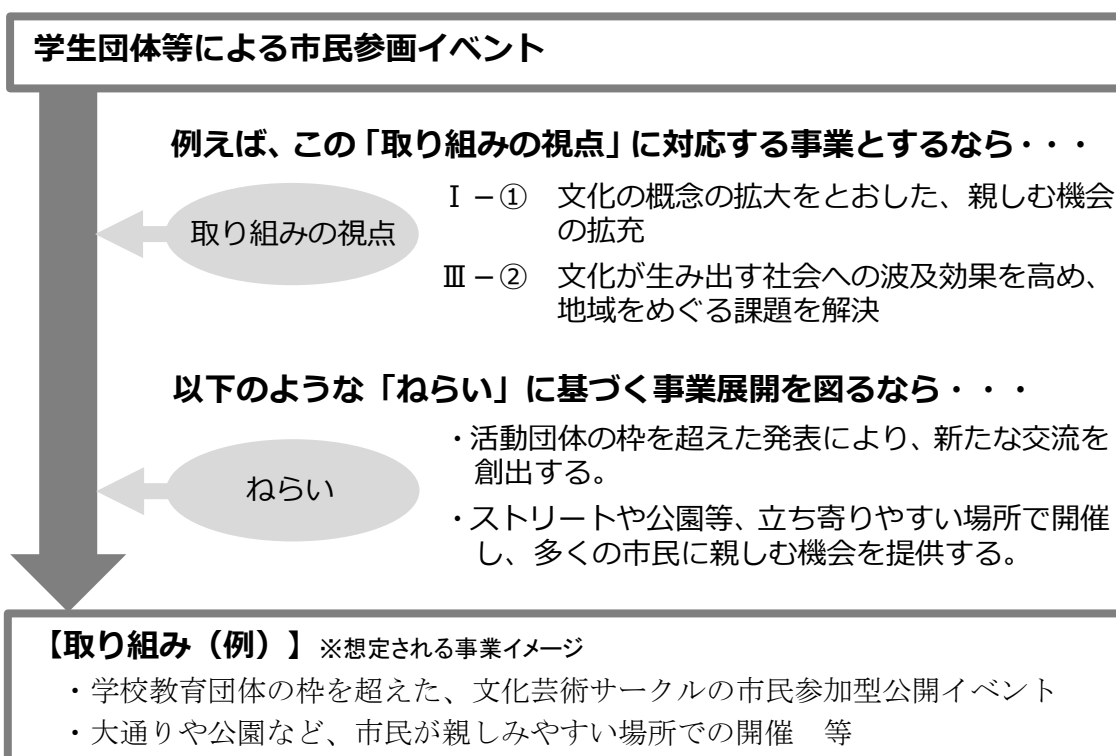 学生団体等による市民参画イベント
例えば、この「取り組みの視点」に対応する事業とするなら・・・
取り組みの視点
Ⅰ－① 文化の概念の拡大をとおした、親しむ機会
の拡充
Ⅲ－② 文化が生み出す社会への波及効果を高め、
地域をめぐる課題を解決
以下のような「ねらい」に基づく事業展開を図るなら・・・
ねらい
・活動団体の枠を超えた発表により、新たな交流を
創出する。
・ストリートや公園等、立ち寄りやすい場所で開催
し、多くの市民に親しむ機会を提供する。
【取り組み（例）】※想定される事業イメージ
・学校教育団体の枠を超えた、文化芸術サークルの市民参加型公開イベント
・大通りや公園など、市民が親しみやすい場所での開催　等